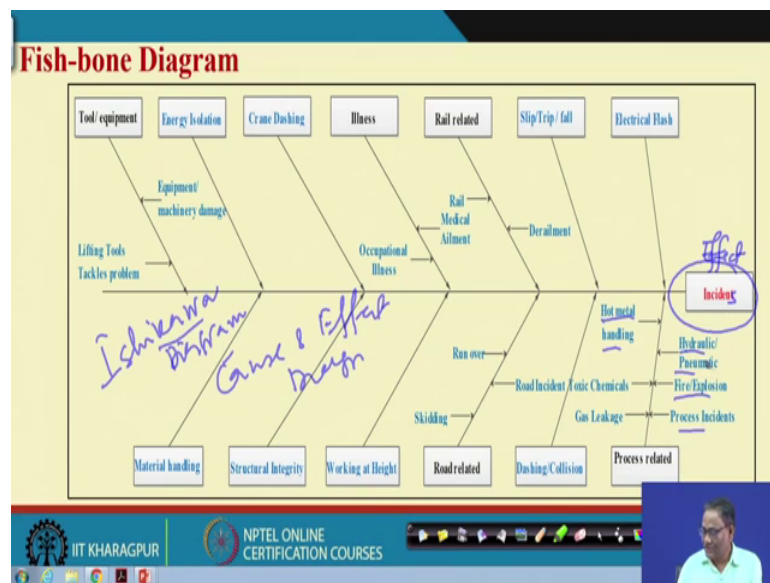 Fish-bone Diagram
Tool/ equipment
Energy Isolation
Crane Dashing
Illness
Rail related
Slip/Trip / fall
Electrical Flash
Equipment/
machinery damage
Lifting Tools
Tackles problem
Occupational
Illness
Rail
Medical
Ailment
Derailment
Effect
Incidents
Ishikawa
Diagram
Cause & Effect
Hot metal
handling
Hydraulic/
Pneumatic
Fire/Explosion
Process Incidents
Run over
Road Incident
Skidding
Toxic Chemicals
Gas Leakage
Material handling
Structural Integrity
Working at Height
Road related
Dashing/Collision
Process related
IIT KHARAGPUR
NPTEL ONLINE
CERTIFICATION COURSES